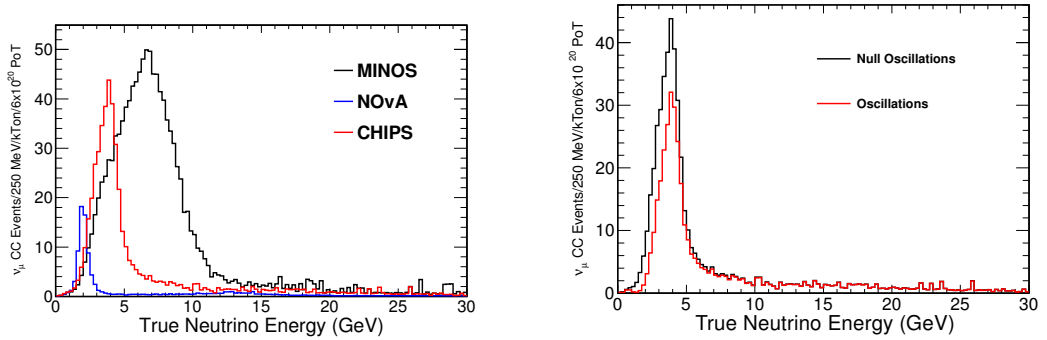 ν_μ CC Events/250 MeV/kTon/6x10^20 PoT
50
40
30
20
10
0
MINOS
NOvA
CHIPS
0 5 10 15 20 25 30
True Neutrino Energy (GeV)
ν_μ CC Events/250 MeV/kTon/6x10^20 PoT
40
30
20
10
0
Null Oscillations
Oscillations
0 5 10 15 20 25 30
True Neutrino Energy (GeV)